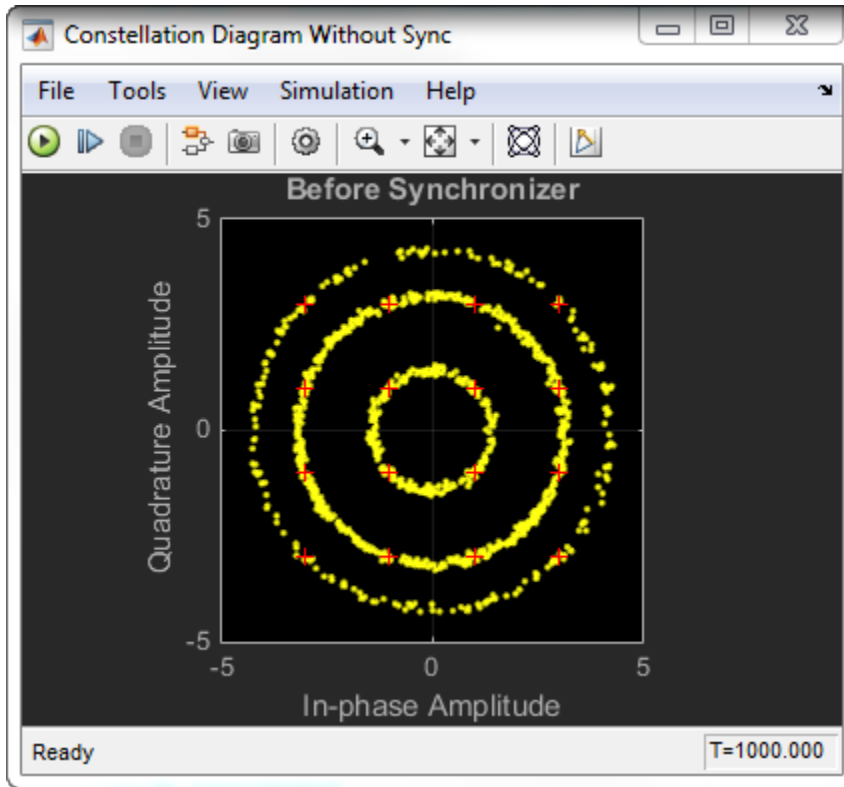 Constellation Diagram Without Sync
File Tools View Simulation Help
Before Synchronizer
5
0
-5
Quadrature Amplitude
-5 0 5
In-phase Amplitude
Ready T=1000.000